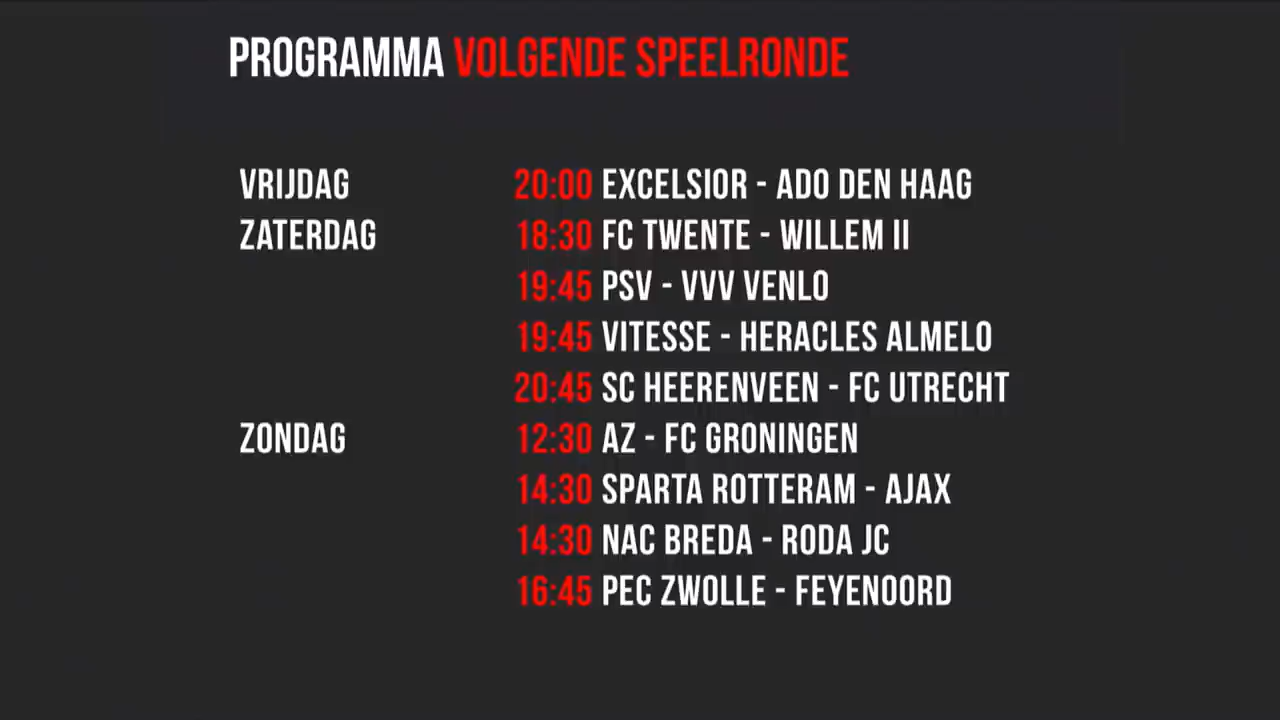 PROGRAMMA VOLGENDE SPEELRONDE
VRIJDAG 20:00 EXCELSIOR - ADO DEN HAAG
ZATERDAG 18:30 FC TWENTE - WILLEM II
19:45 PSV - VVV VENLO
19:45 VITESSE - HERACLES ALMELO
20:45 SC HEERENVEEN - FC UTRECHT
ZONDAG 12:30 AZ - FC GRONINGEN
14:30 SPARTA ROTTERAM - AJAX
14:30 NAC BREDA - RODA JC
16:45 PEC ZWOLLE - FEYENOORD